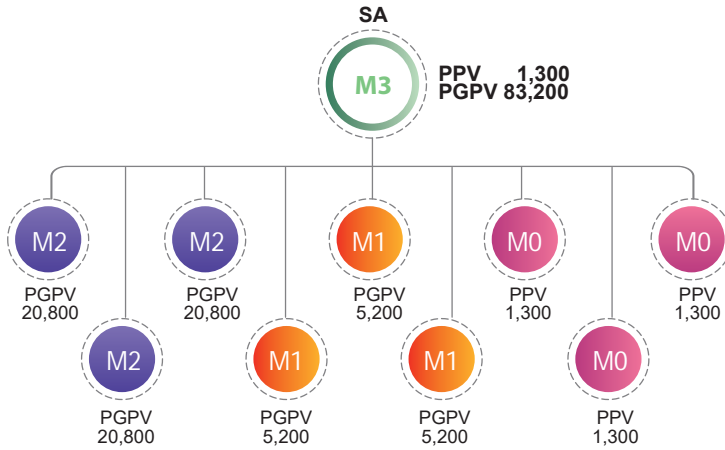 SA
M3
PPV 1,300
PGPV 83,200
M2
M2
M1
M0
M0
PGPV
20,800
PGPV
20,800
PGPV
5,200
PPV
1,300
PPV
1,300
M2
M1
M1
M0
PGPV
20,800
PGPV
5,200
PGPV
5,200
PPV
1,300